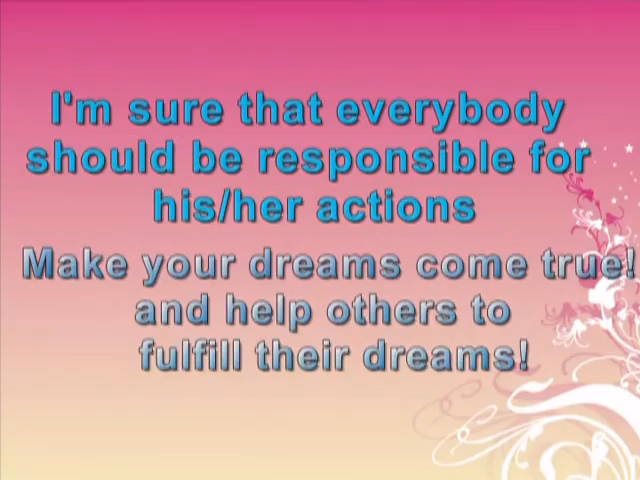 I'm sure that everybody
should be responsible for
his/her actions
Make your dreams come true!
and help others to
fulfill their dreams!